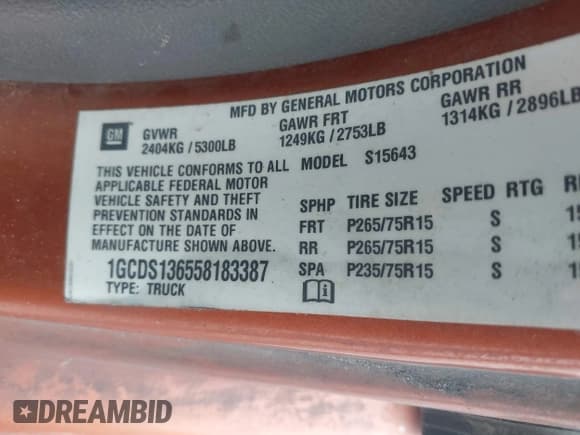 MFD BY GENERAL MOTORS CORPORATION
GM
GVWR GAWR FRT GAWR RR
2404KG / 5300LB 1249KG / 2753LB 1314KG / 2896LB
THIS VEHICLE CONFORMS TO ALL
APPLICABLE FEDERAL MOTOR
VEHICLE SAFETY AND THEFT
PREVENTION STANDARDS IN
EFFECT ON THE DATE OF
MANUFACTURE SHOWN ABOVE.
1GCDS136558183387
TYPE: TRUCK
MODEL S15643
SPHP TIRE SIZE SPEED RTG
FRT P265/75R15 S
RR P265/75R15 S
SPA P235/75R15 S
i
DREAMBID